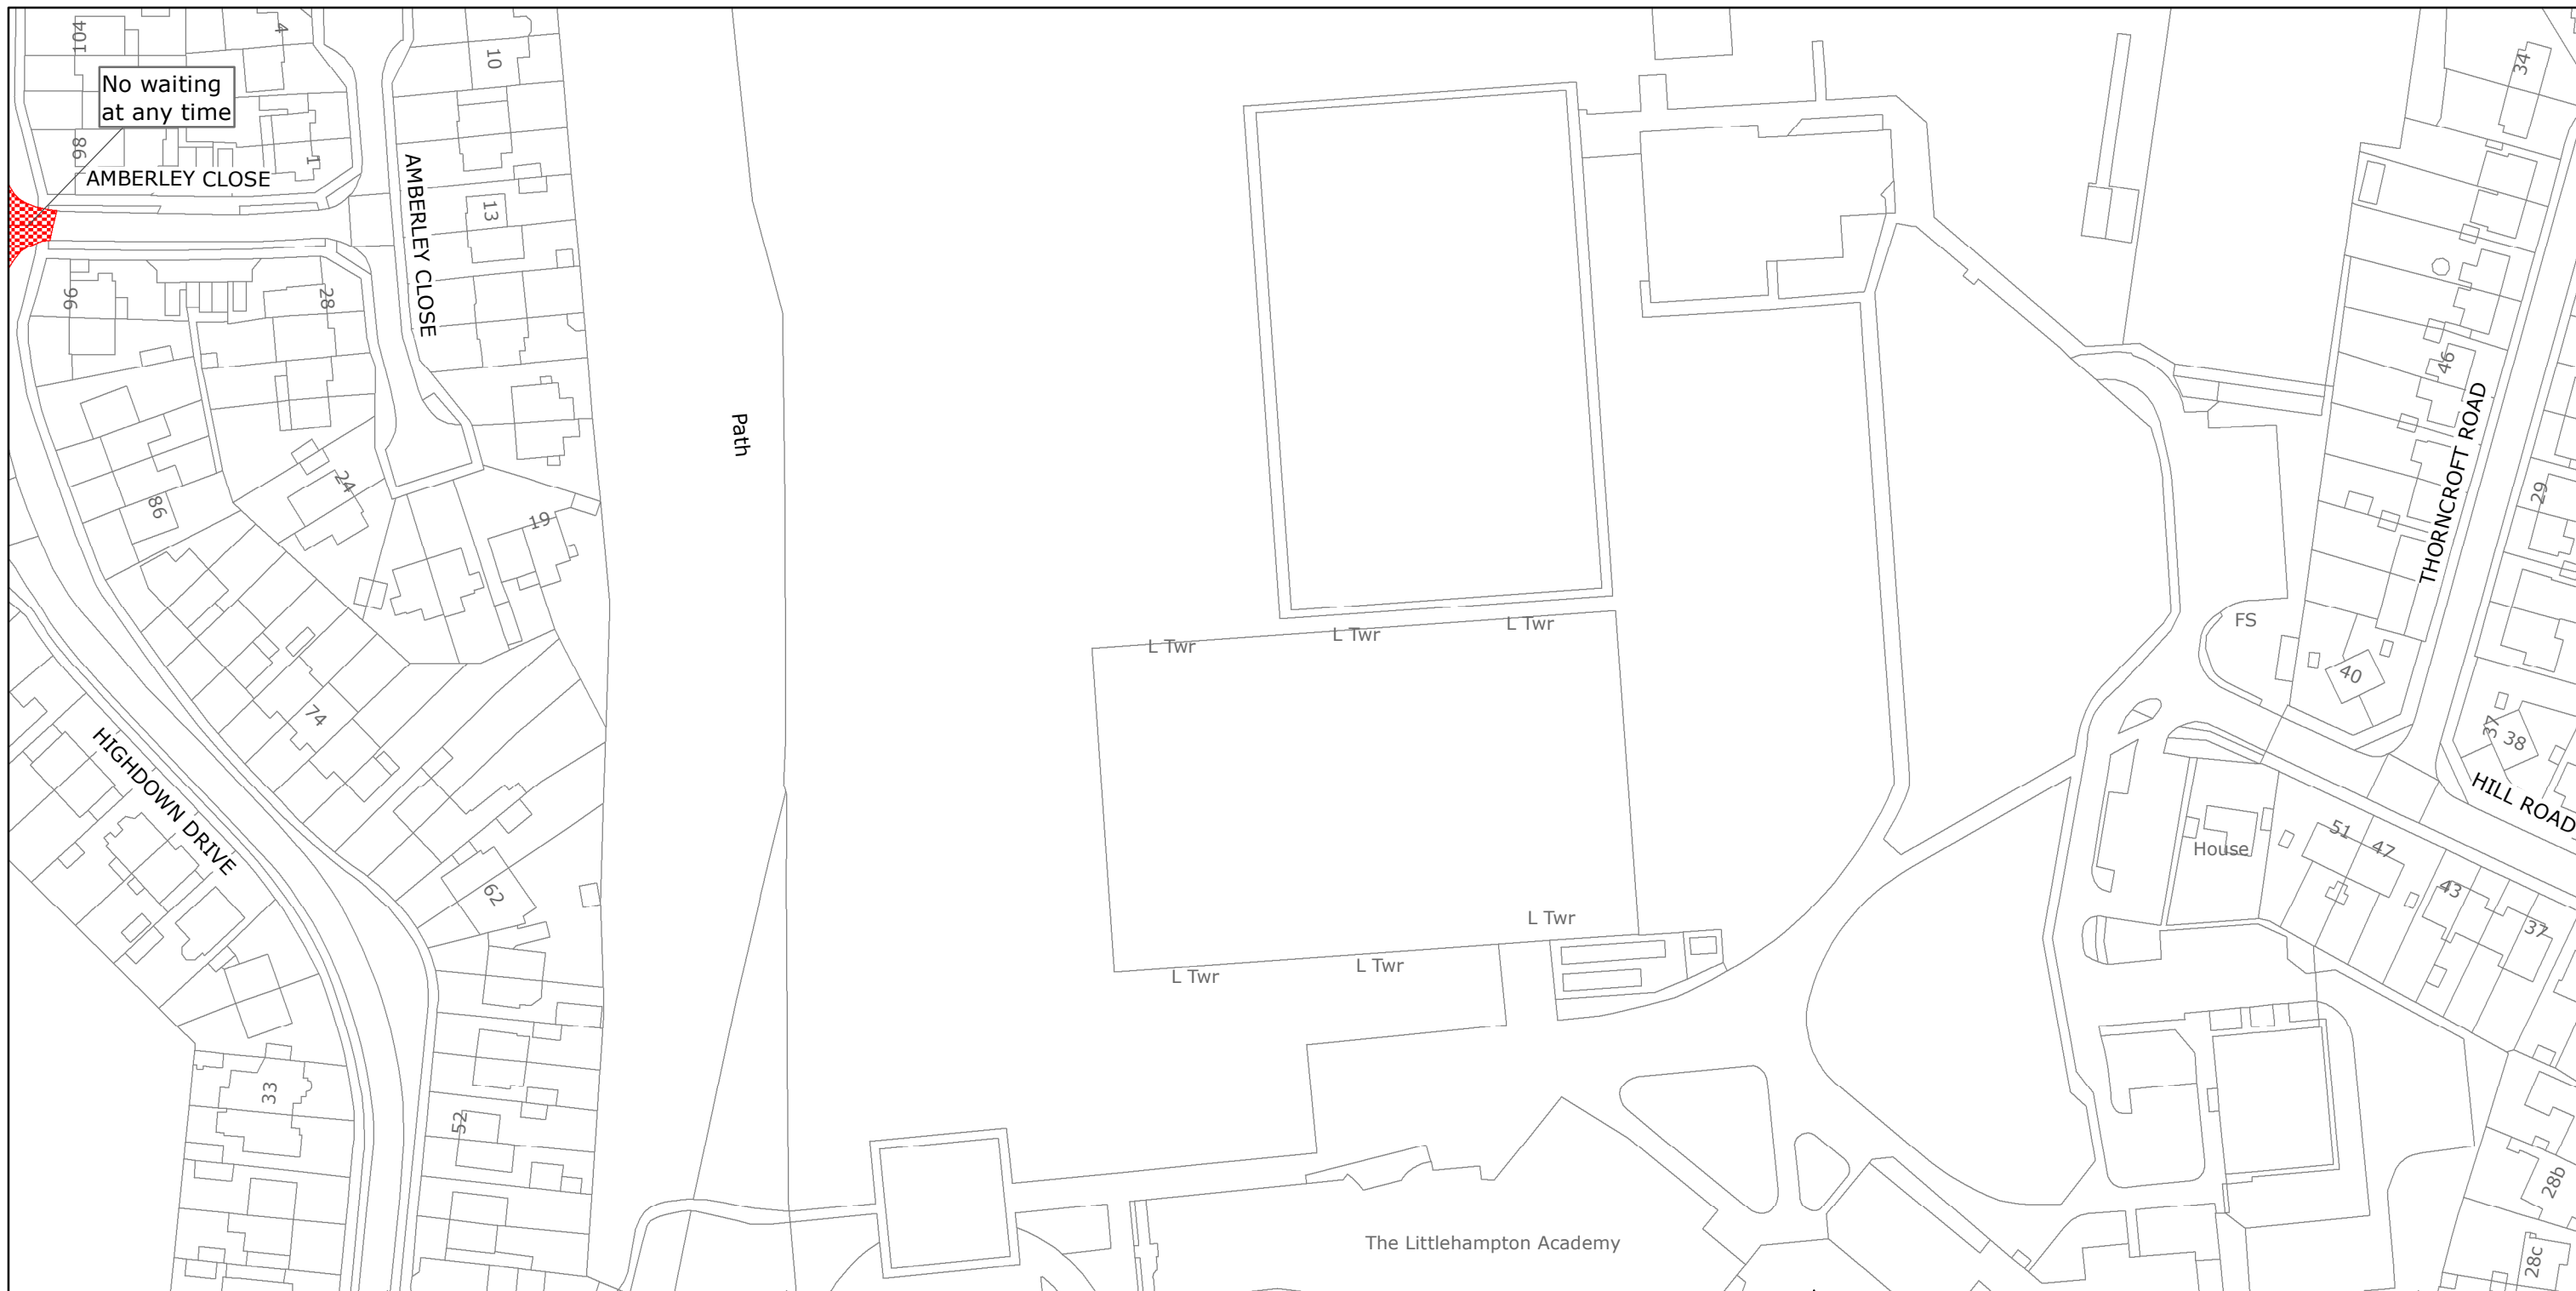 104
4
10
34
No waiting
at any time
98
1
AMBERLEY CLOSE
AMBERLEY CLOSE
13
96
28
46
THORNCROFT ROAD
Path
24
86
19
29
L Twr
L Twr
L Twr
FS
40
74
37
38
HIGHDOWN DRIVE
HILL ROAD
House
51
47
43
37
62
L Twr
L Twr
L Twr
33
52
28b
The Littlehampton Academy
28c